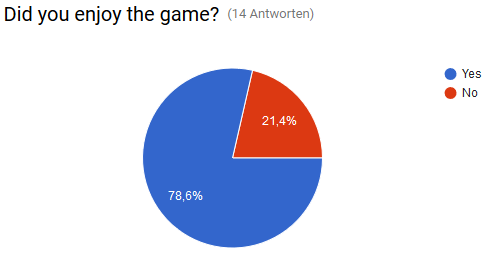 Did you enjoy the game? (14 Antworten)
Yes
No
21,4%
78,6%